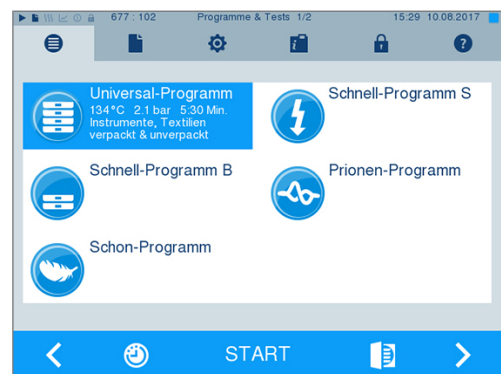 677 : 102 Programme & Tests 1/2 15:29 10.08.2017
i ?
Universal-Programm
134°C 2.1 bar 5:30 Min.
Instrumente, Textilien
verpackt & unverpackt
Schnell-Programm S
Schnell-Programm B
Prionen-Programm
Schon-Programm
START